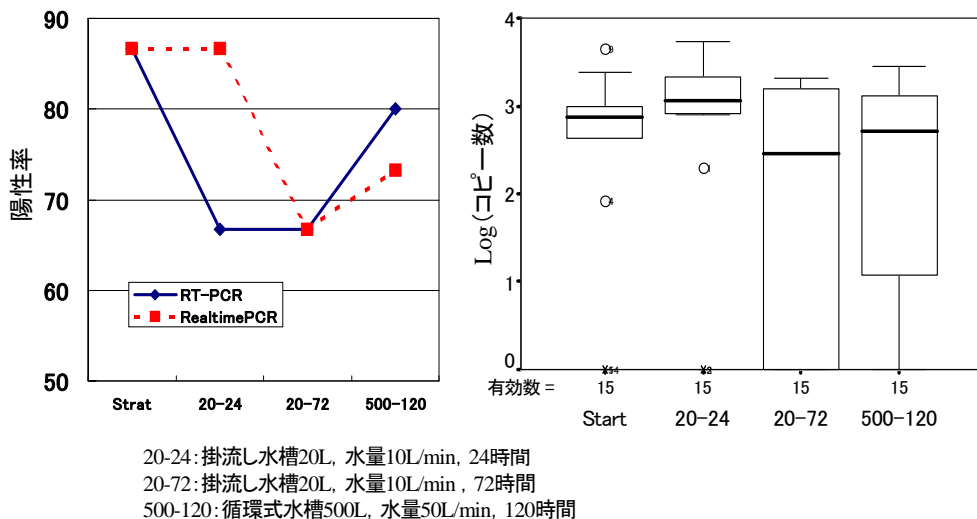 90
80
70
60
50
陽性率
RT-PCR
RealtimePCR
Strat 20-24 20-72 500-120
4
3
2
1
0
Log(コピー数)
9
4
有効数 = 15 15 15 15
Start 20-24 20-72 500-120
20-24:掛流し水槽20L, 水量10L/min, 24時間
20-72:掛流し水槽20L, 水量10L/min , 72時間
500-120:循環式水槽500L, 水量50L/min, 120時間